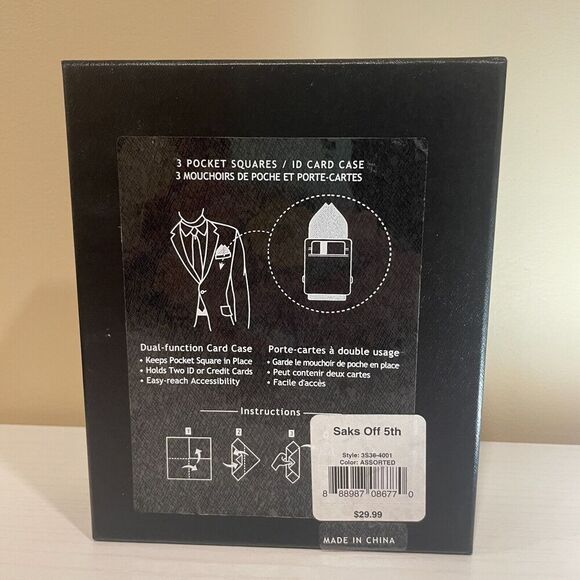 3 POCKET SQUARES / ID CARD CASE
3 MOUCHOIRS DE POCHE ET PORTE-CARTES
Dual-function Card Case
• Keeps Pocket Square in Place
• Holds Two ID or Credit Cards
• Easy-reach Accessibility
Porte-cartes à double usage
• Garde le mouchoir de poche en place
• Peut contenir deux cartes
• Facile d'accès
Instructions
1
2
3
Saks Off 5th
Style: 3S36-4001
Color: ASSORTED
8 88987 08677 0
$29.99
MADE IN CHINA